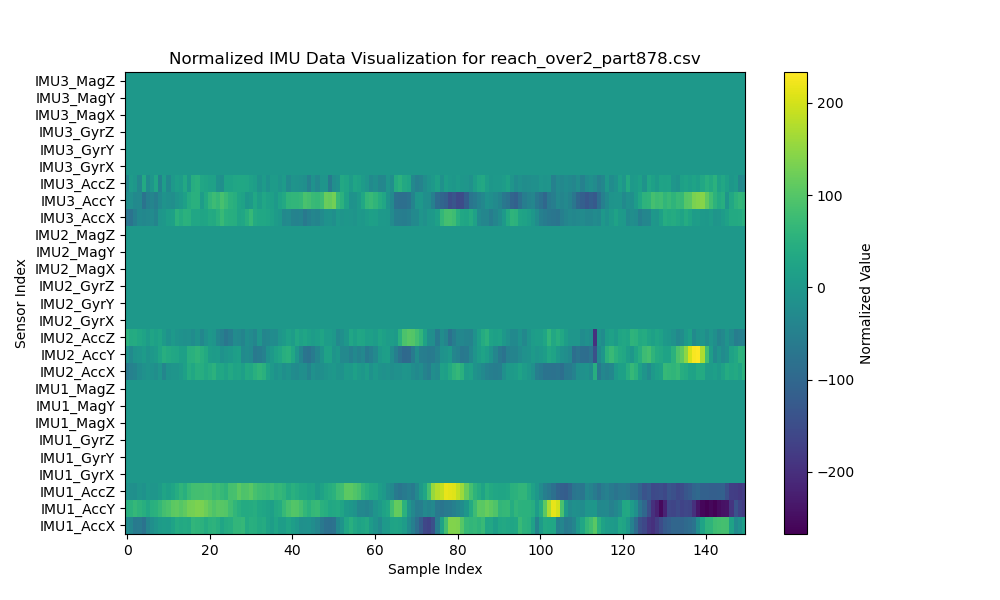 Normalized IMU Data Visualization for reach_over2_part878.csv
IMU3_MagZ
IMU3_MagY
IMU3_MagX
IMU3_GyrZ
IMU3_GyrY
IMU3_GyrX
IMU3_AccZ
IMU3_AccY
IMU3_AccX
IMU2_MagZ
IMU2_MagY
IMU2_MagX
IMU2_GyrZ
IMU2_GyrY
IMU2_GyrX
IMU2_AccZ
IMU2_AccY
IMU2_AccX
IMU1_MagZ
IMU1_MagY
IMU1_MagX
IMU1_GyrZ
IMU1_GyrY
IMU1_GyrX
IMU1_AccZ
IMU1_AccY
IMU1_AccX
Sensor Index
0 20 40 60 80 100 120 140
Sample Index
200
100
0
−100
−200
Normalized Value